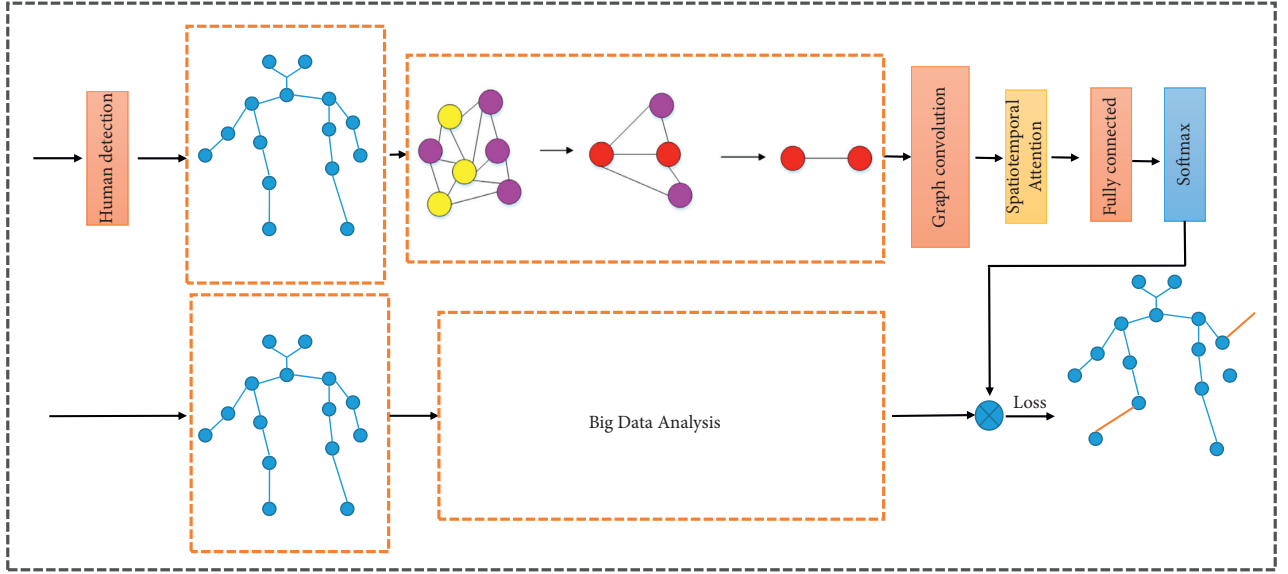 Human detection
Graph convolution
Spatiotemporal
Attention
Fully connected
Softmax
Big Data Analysis
Loss